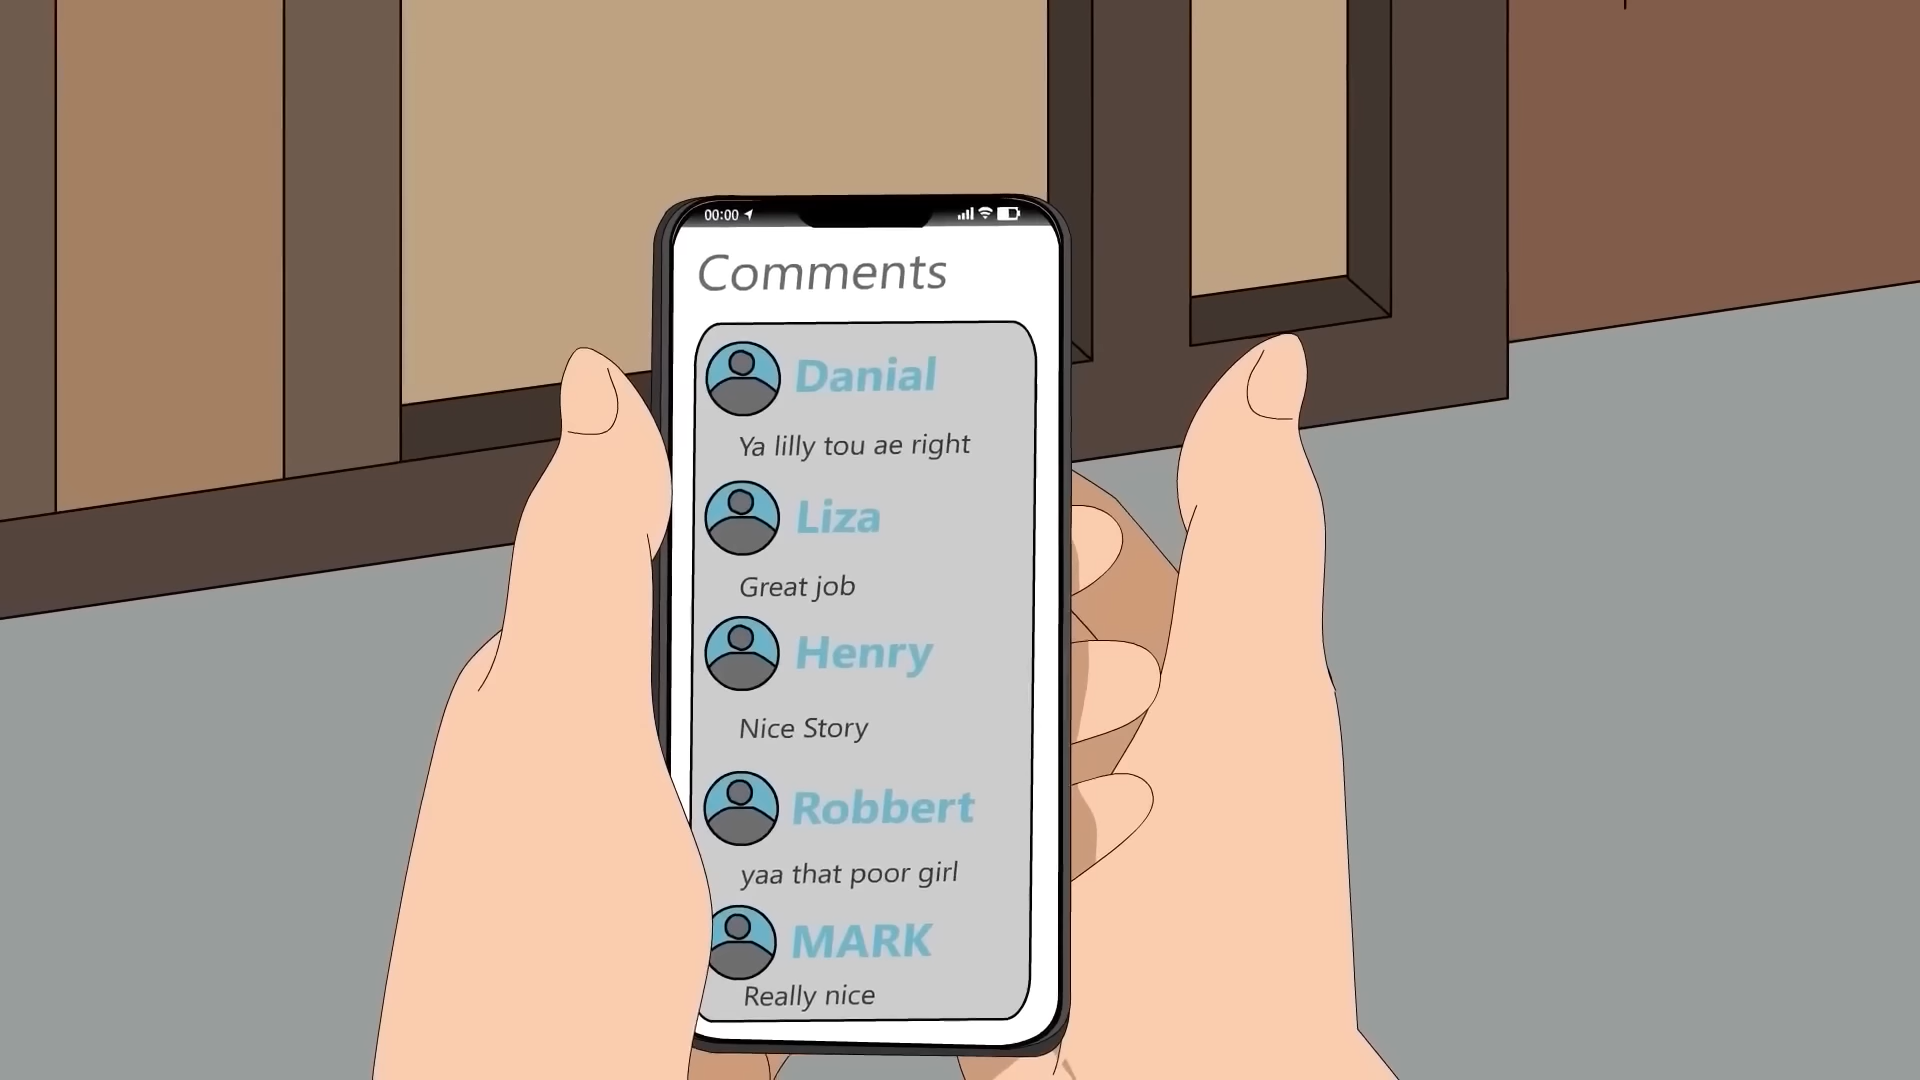 00:00
Comments
Danial
Ya lilly tou ae right
Liza
Great job
Henry
Nice Story
Robbert
yaa that poor girl
MARK
Really nice